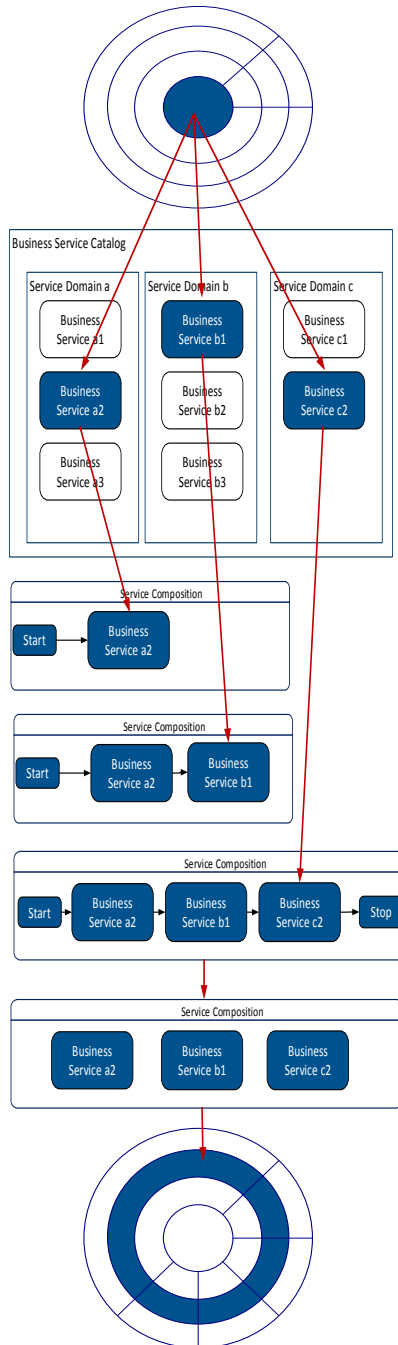 Business Service Catalog
Service Domain a
Business
Service a1
Business
Service a2
Business
Service a3
Service Domain b
Business
Service b1
Business
Service b2
Business
Service b3
Service Domain c
Business
Service c1
Business
Service c2
Service Composition
Start
Business
Service a2
Service Composition
Start
Business
Service a2
Business
Service b1
Service Composition
Start
Business
Service a2
Business
Service b1
Business
Service c2
Stop
Service Composition
Business
Service a2
Business
Service b1
Business
Service c2